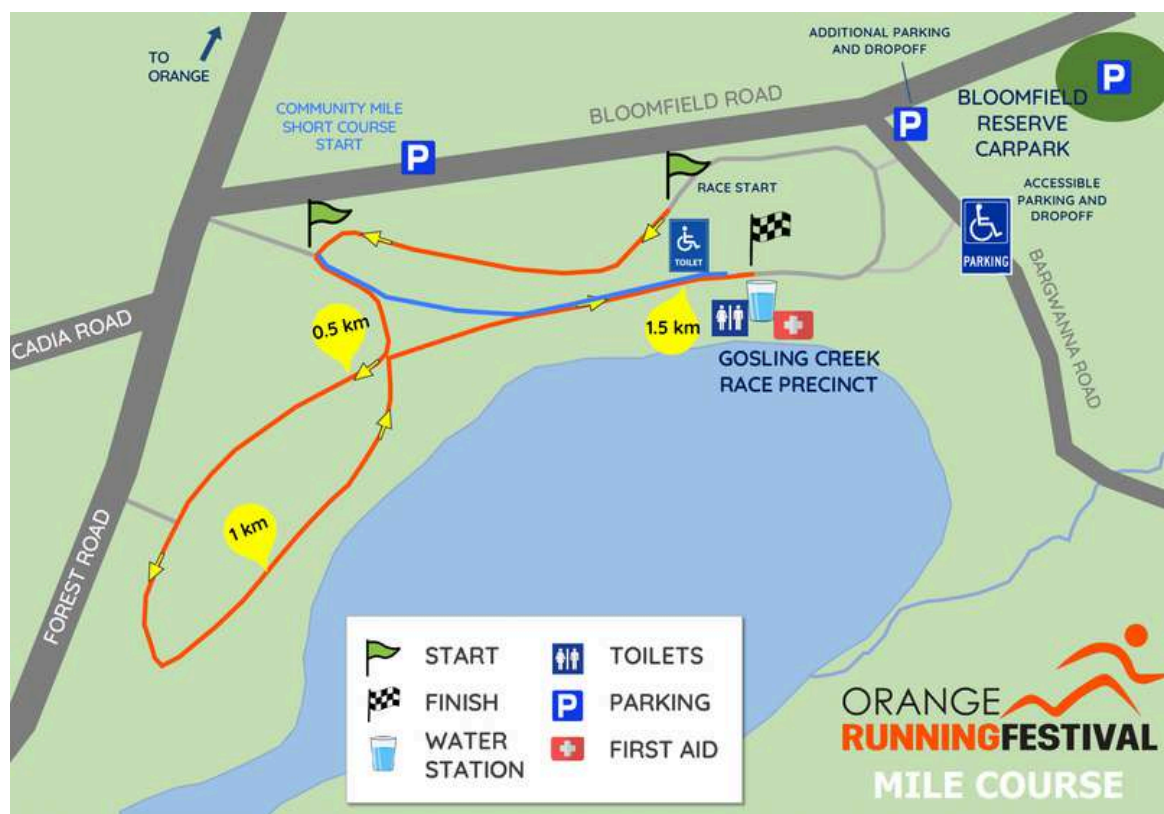 TO
ORANGE
COMMUNITY MILE
SHORT COURSE
START
P
BLOOMFIELD ROAD
ADDITIONAL PARKING
AND DROPOFF
P
P
BLOOMFIELD
RESERVE
CARPARK
RACE START
TOILET
ACCESSIBLE
PARKING AND
DROPOFF
PARKING
BARGWANNA ROAD
CADIA ROAD
0.5 km
1.5 km
GOSLING CREEK
RACE PRECINCT
1 km
FOREST ROAD
START
FINISH
WATER
STATION
TOILETS
P
PARKING
FIRST AID
ORANGE
RUNNINGFESTIVAL
MILE COURSE